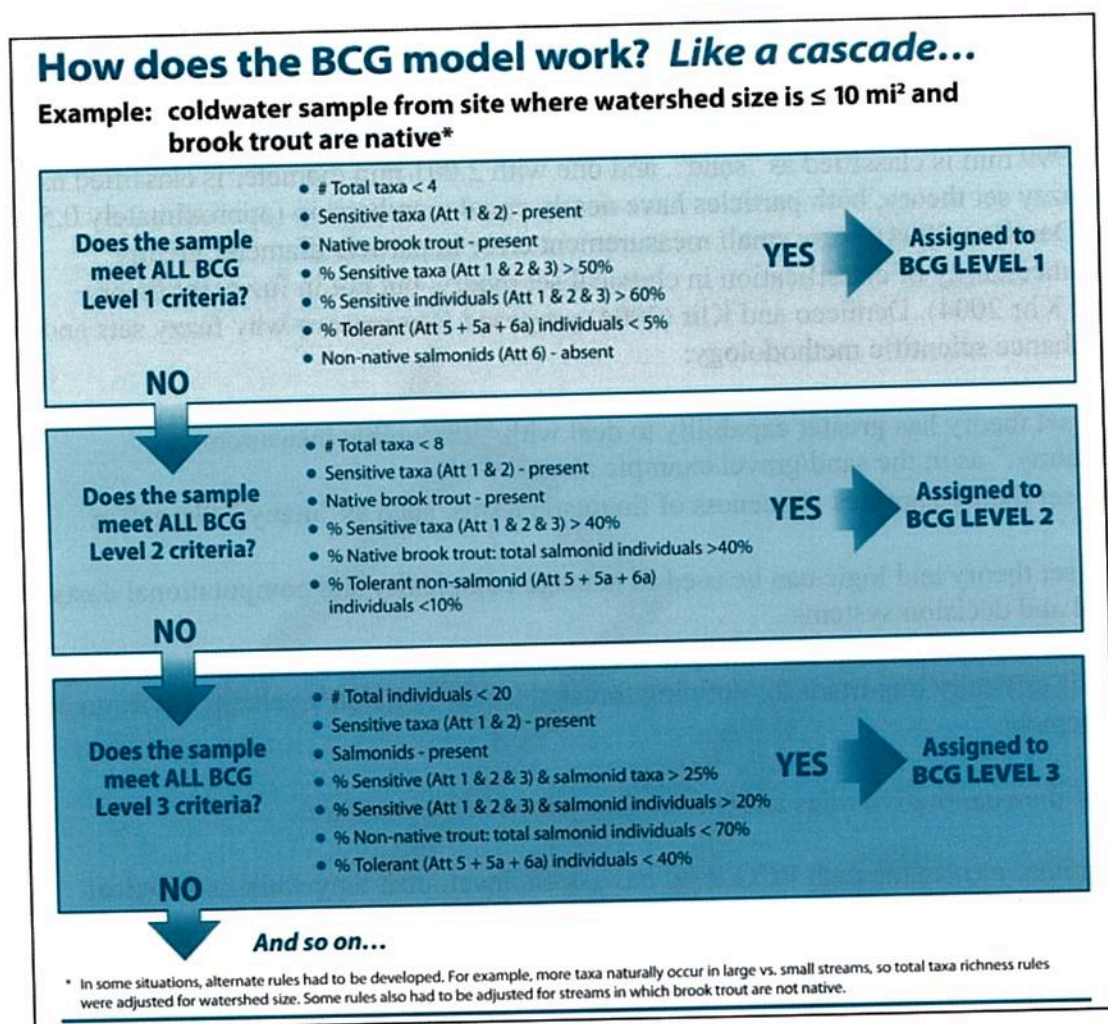 How does the BCG model work? Like a cascade...
Example: coldwater sample from site where watershed size is ≤ 10 mi² and
brook trout are native*
Does the sample
meet ALL BCG
Level 1 criteria?
• # Total taxa < 4
• Sensitive taxa (Att 1 & 2) - present
• Native brook trout - present
• % Sensitive taxa (Att 1 & 2 & 3) > 50%
• % Sensitive individuals (Att 1 & 2 & 3) > 60%
• % Tolerant (Att 5 + 5a + 6a) individuals < 5%
• Non-native salmonids (Att 6) - absent
YES
Assigned to
BCG LEVEL 1
NO
Does the sample
meet ALL BCG
Level 2 criteria?
• # Total taxa < 8
• Sensitive taxa (Att 1 & 2) - present
• Native brook trout - present
• % Sensitive taxa (Att 1 & 2 & 3) > 40%
• % Native brook trout: total salmonid individuals >40%
• % Tolerant non-salmonid (Att 5 + 5a + 6a)
individuals <10%
YES
Assigned to
BCG LEVEL 2
NO
Does the sample
meet ALL BCG
Level 3 criteria?
• # Total individuals < 20
• Sensitive taxa (Att 1 & 2) - present
• Salmonids - present
• % Sensitive (Att 1 & 2 & 3) & salmonid taxa > 25%
• % Sensitive (Att 1 & 2 & 3) & salmonid individuals > 20%
• % Non-native trout: total salmonid individuals < 70%
• % Tolerant (Att 5 + 5a + 6a) individuals < 40%
YES
Assigned to
BCG LEVEL 3
NO
And so on...
* In some situations, alternate rules had to be developed. For example, more taxa naturally occur in large vs. small streams, so total taxa richness rules
were adjusted for watershed size. Some rules also had to be adjusted for streams in which brook trout are not native.